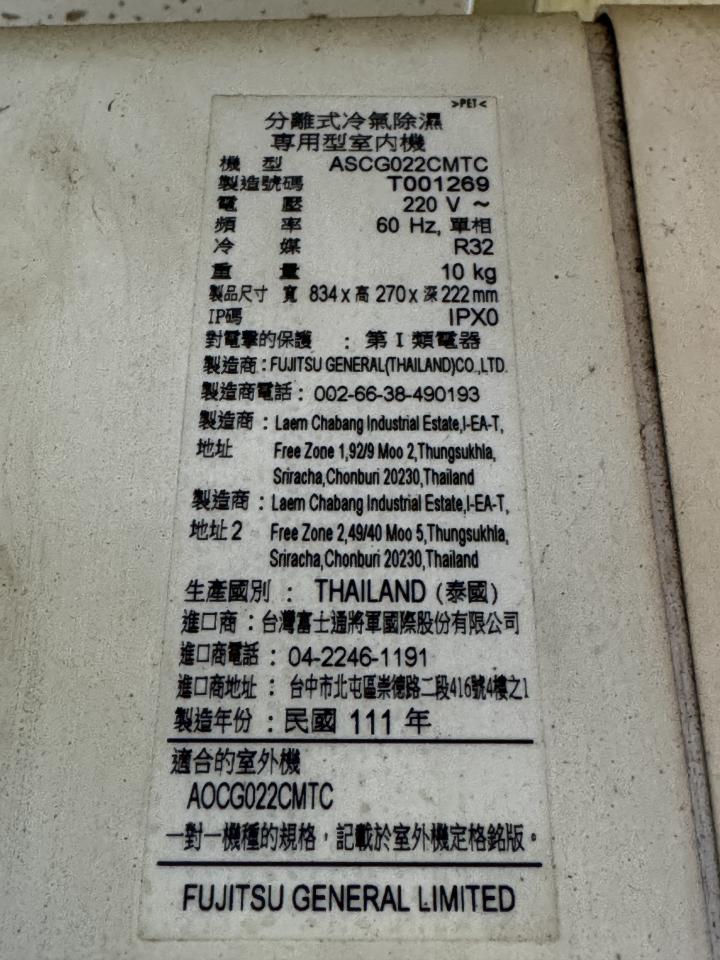 >PET<
分離式冷氣除濕
專用型室內機
機 型 ASCG022CMTC
製造號碼 T001269
電 壓 220 V ~
頻 率 60 Hz, 單相
冷 媒 R32
重 量 10 kg
製品尺寸 寬 834 x 高 270 x 深 222 mm
IP碼 IPX0
對電擊的保護 : 第 I 類電器
製造商 : FUJITSU GENERAL(THAILAND)CO.,LTD.
製造商電話 : 002-66-38-490193
製造商 : Laem Chabang Industrial Estate,I-EA-T,
地址 Free Zone 1,92/9 Moo 2,Thungsukhla,
Sriracha,Chonburi 20230,Thailand
製造商 : Laem Chabang Industrial Estate,I-EA-T,
地址 2 Free Zone 2,49/40 Moo 5,Thungsukhla,
Sriracha,Chonburi 20230,Thailand
生產國別 : THAILAND (泰國)
進口商 : 台灣富士通將軍國際股份有限公司
進口商電話 : 04-2246-1191
進口商地址 : 台中市北屯區崇德路二段416號4樓之1
製造年份 : 民國 111 年
適合的室外機
AOCG022CMTC
一對一機種的規格，記載於室外機定格銘版。
FUJITSU GENERAL LIMITED